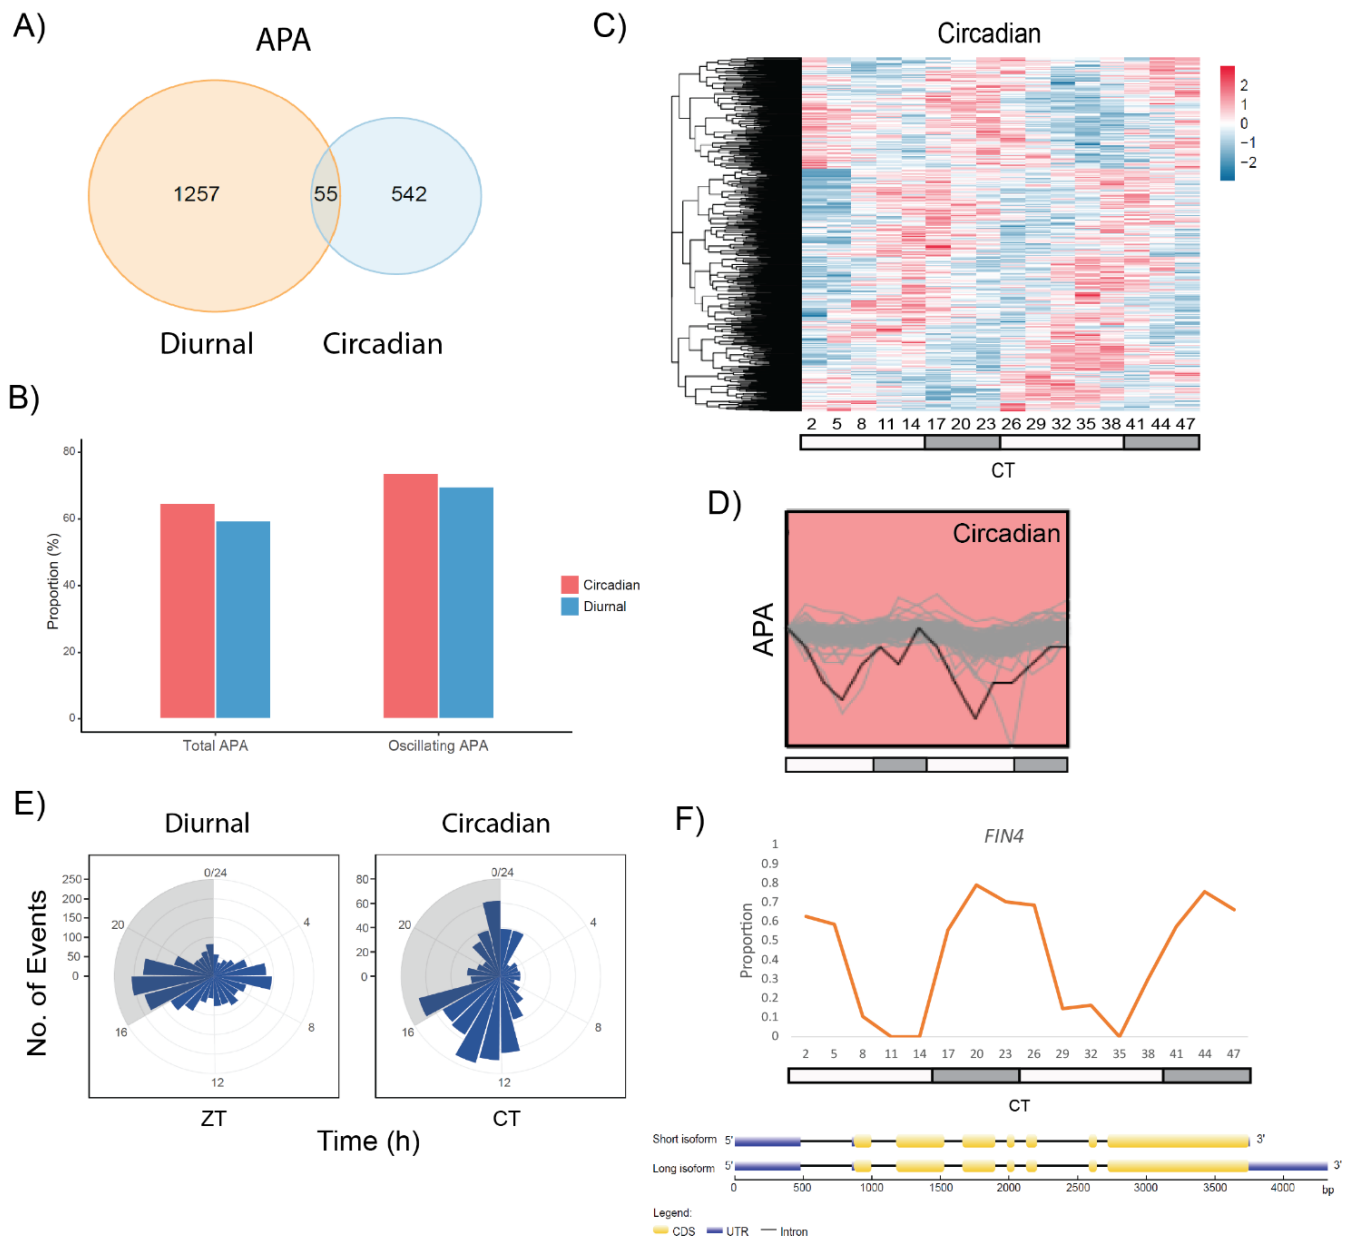 A)
APA
1257
55
542
Diurnal
Circadian
B)
80
60
40
20
0
Proportion (%)
Total APA
Oscillating APA
Circadian
Diurnal
C)
Circadian
2
1
0
−1
−2
2 5 8 11 14 17 20 23 26 29 32 35 38 41 44 47
CT
D)
Circadian
APA
E)
Diurnal
Circadian
No. of Events
250
200
150
100
50
0
0/24
4
8
12
16
20
ZT
80
60
40
20
0
0/24
4
8
12
16
20
CT
Time (h)
F)
FIN4
1
0.9
0.8
0.7
0.6
0.5
0.4
0.3
0.2
0.1
0
Proportion
2 5 8 11 14 17 20 23 26 29 32 35 38 41 44 47
CT
Short isoform 5' 3'
Long isoform 5' 3'
0 500 1000 1500 2000 2500 3000 3500 4000
bp
Legend:
CDS UTR Intron